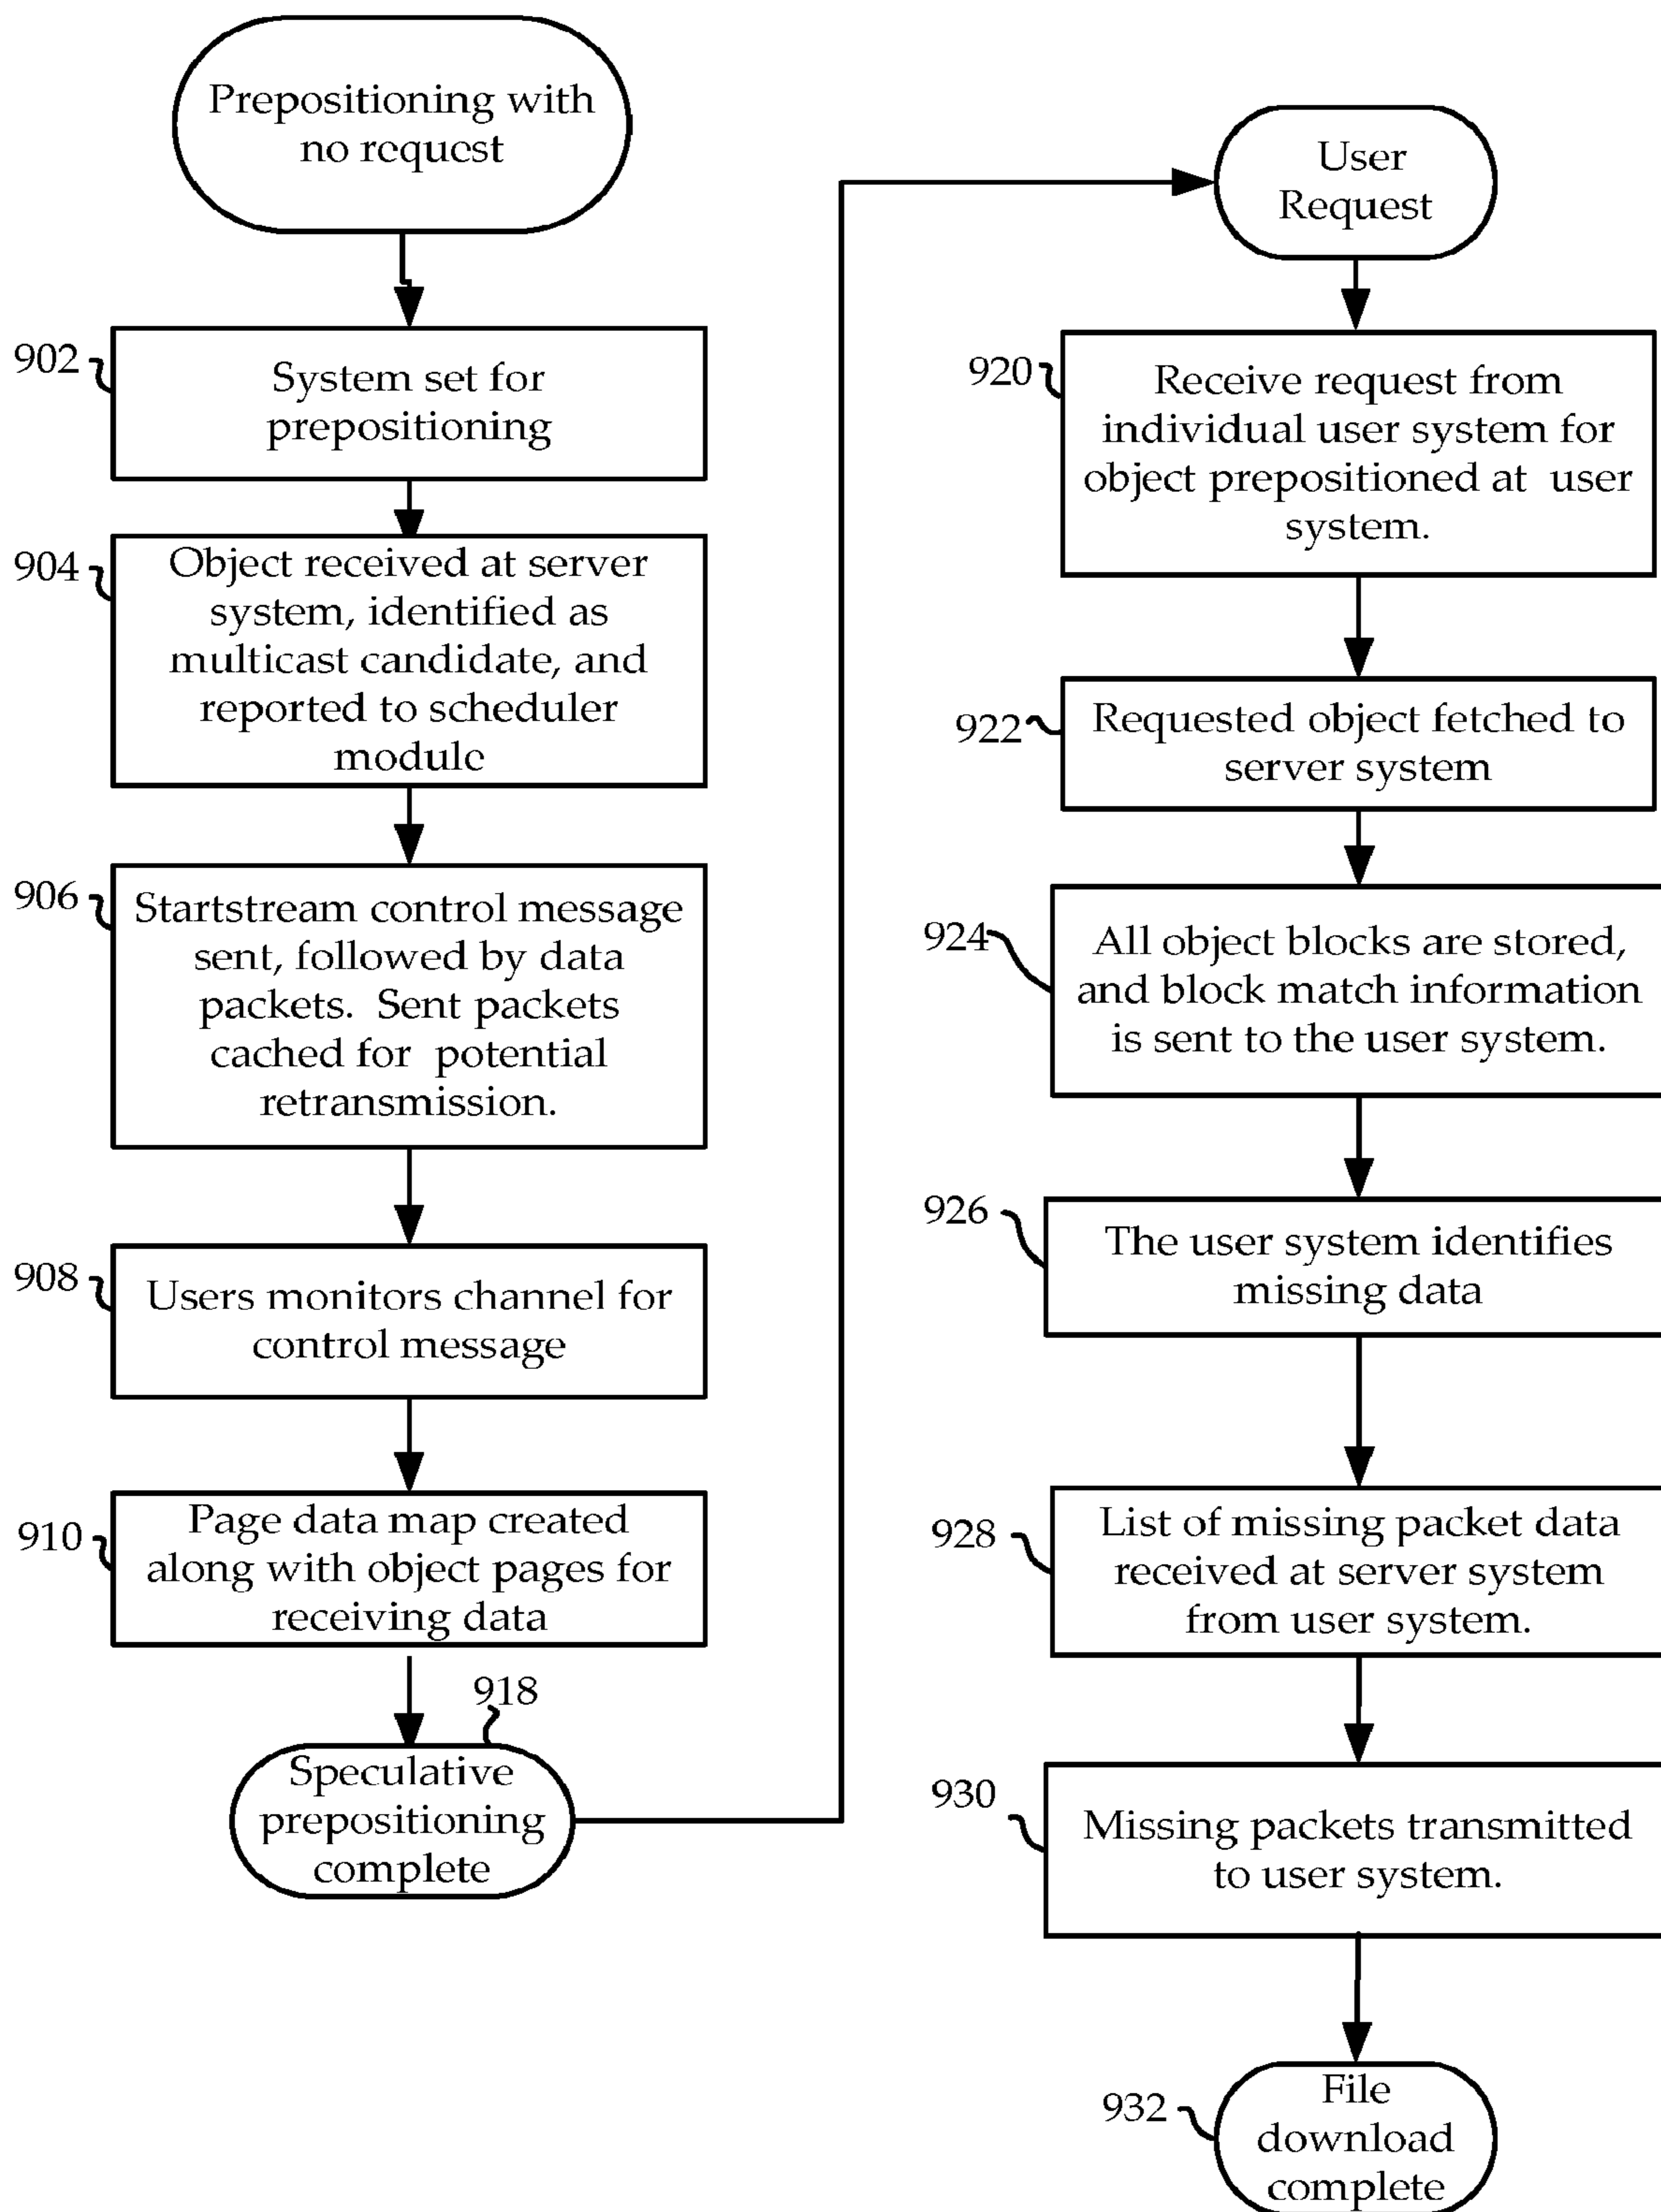 Prepositioning with
no request
902
System set for
prepositioning
904
Object received at server
system, identified as
multicast candidate, and
reported to scheduler
module
906
Startstream control message
sent, followed by data
packets. Sent packets
cached for potential
retransmission.
908
Users monitors channel for
control message
910
Page data map created
along with object pages for
receiving data
918
Speculative
prepositioning
complete
User
Request
920
Receive request from
individual user system for
object prepositioned at user
system.
922
Requested object fetched to
server system
924
All object blocks are stored,
and block match information
is sent to the user system.
926
The user system identifies
missing data
928
List of missing packet data
received at server system
from user system.
930
Missing packets transmitted
to user system.
932
File
download
complete